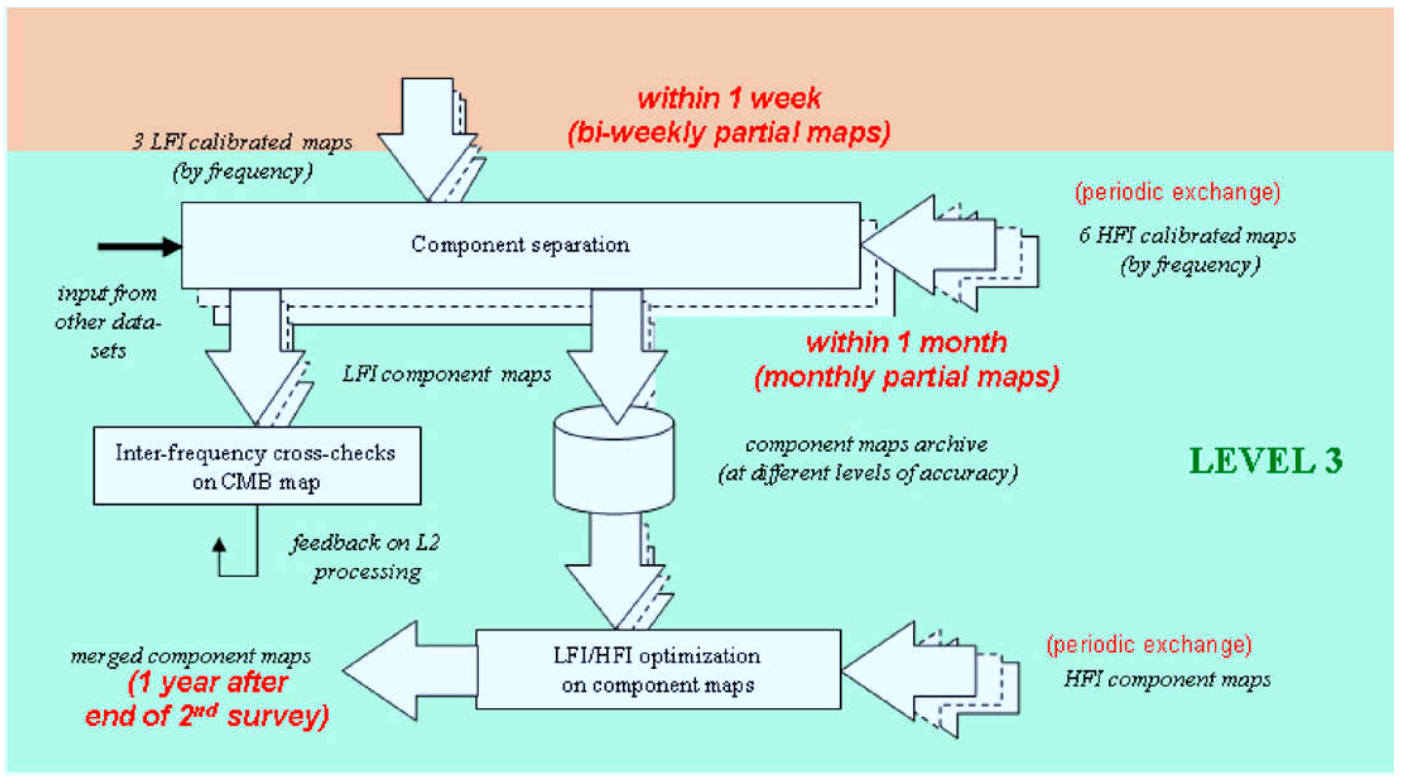 within 1 week
(bi-weekly partial maps)
3 LFI calibrated maps
(by frequency)
(periodic exchange)
6 HFI calibrated maps
(by frequency)
Component separation
input from
other data-
sets
within 1 month
(monthly partial maps)
LFI component maps
Inter-frequency cross-checks
on CMB map
component maps archive
(at different levels of accuracy)
LEVEL 3
feedback on L2
processing
LFI/HFI optimization
on component maps
(periodic exchange)
HFI component maps
merged component maps
(1 year after
end of 2nd survey)